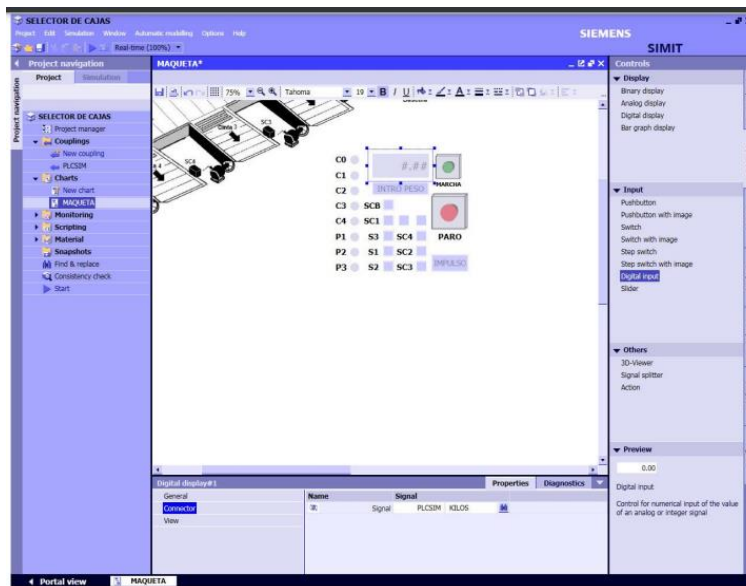 SELECTOR DE CAJAS
Project Edit Simulation Window Automatic modelling Options Help
SIEMENS
SIMIT
Real-time (100%)
Project navigation
MAQUETA*
Controls
Project navigation
Project Simulation
75% Tahoma 19 B I U A
SELECTOR DE CAJAS
Project manager
Couplings
New coupling
PLCSIM
Charts
New chart
MAQUETA
Monitoring
Scripting
Material
Snapshots
Find & replace
Consistency check
Start
Cinta 3
SC3
SC4
C0
#.##
C1
MARCHA
C2
INTRO PESO
C3 SCB
C4 SC1
P1 S3 SC4 PARO
P2 S1 SC2
P3 S2 SC3 IMPULSO
Display
Binary display
Analog display
Digital display
Bar graph display
Input
Pushbutton
Pushbutton with image
Switch
Switch with image
Step switch
Step switch with image
Digital input
Slider
Others
3D-Viewer
Signal splitter
Action
Preview
0.00
Digital input
Control for numerical input of the value of an analog or integer signal
Digital display#1
Properties Diagnostics
General
Connector
View
Name Signal
Signal PLCSIM KILOS
Portal view MAQUETA